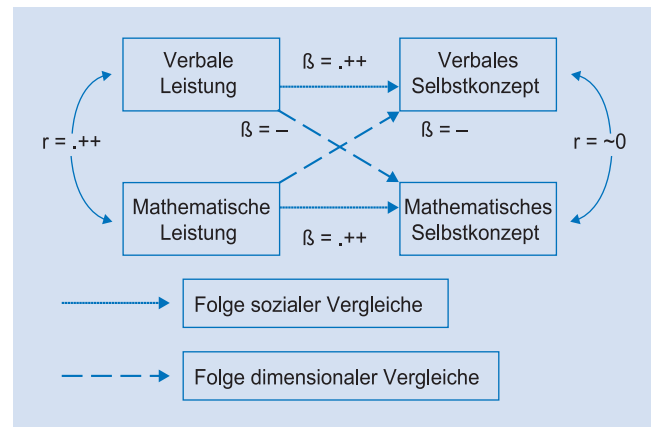 Verbale
Leistung
ß = .++
Verbales
Selbstkonzept
r = .++
ß = –
ß = –
r = ~0
Mathematische
Leistung
ß = .++
Mathematisches
Selbstkonzept
Folge sozialer Vergleiche
Folge dimensionaler Vergleiche